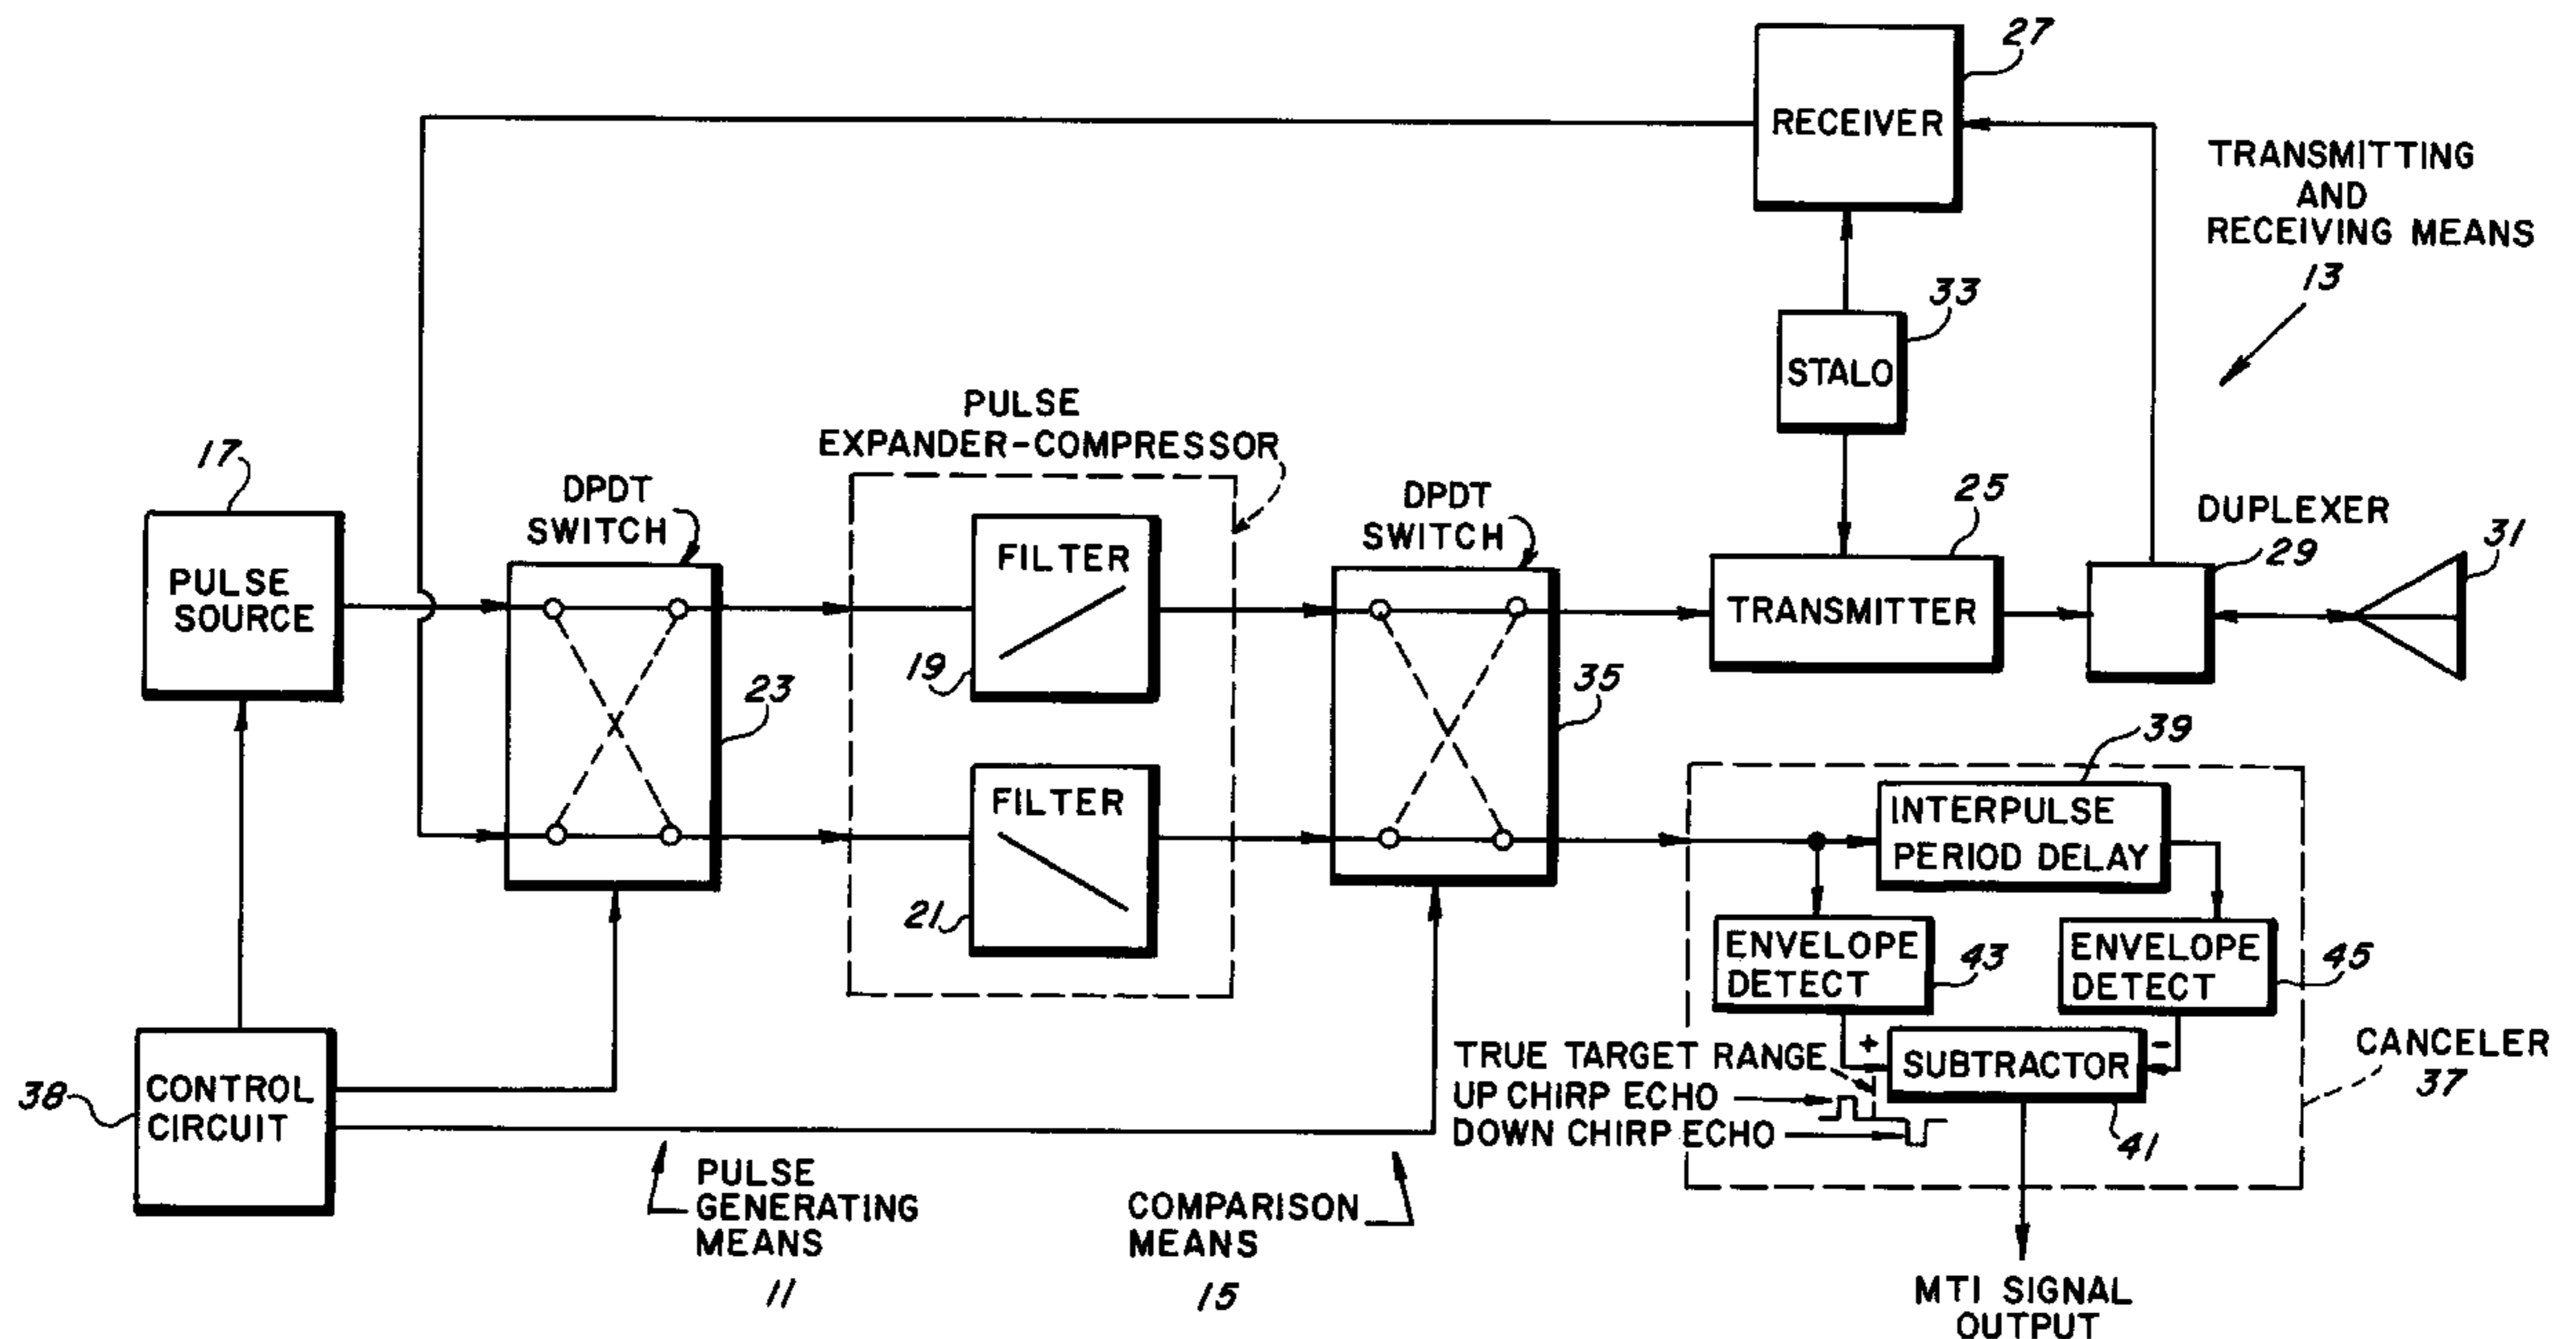 27
RECEIVER
TRANSMITTING
AND
RECEIVING MEANS
13
33
STALO
PULSE
EXPANDER-COMPRESSOR
17
DPDT
SWITCH
DPDT
SWITCH
25
DUPLEXER
29
31
PULSE
SOURCE
FILTER
19
TRANSMITTER
23
35
39
FILTER
21
INTERPULSE
PERIOD DELAY
ENVELOPE
DETECT
43
ENVELOPE
DETECT
45
38
CONTROL
CIRCUIT
TRUE TARGET RANGE
UP CHIRP ECHO
DOWN CHIRP ECHO
+
SUBTRACTOR
−
41
CANCELER
37
PULSE
GENERATING
MEANS
11
COMPARISON
MEANS
15
MTI SIGNAL
OUTPUT